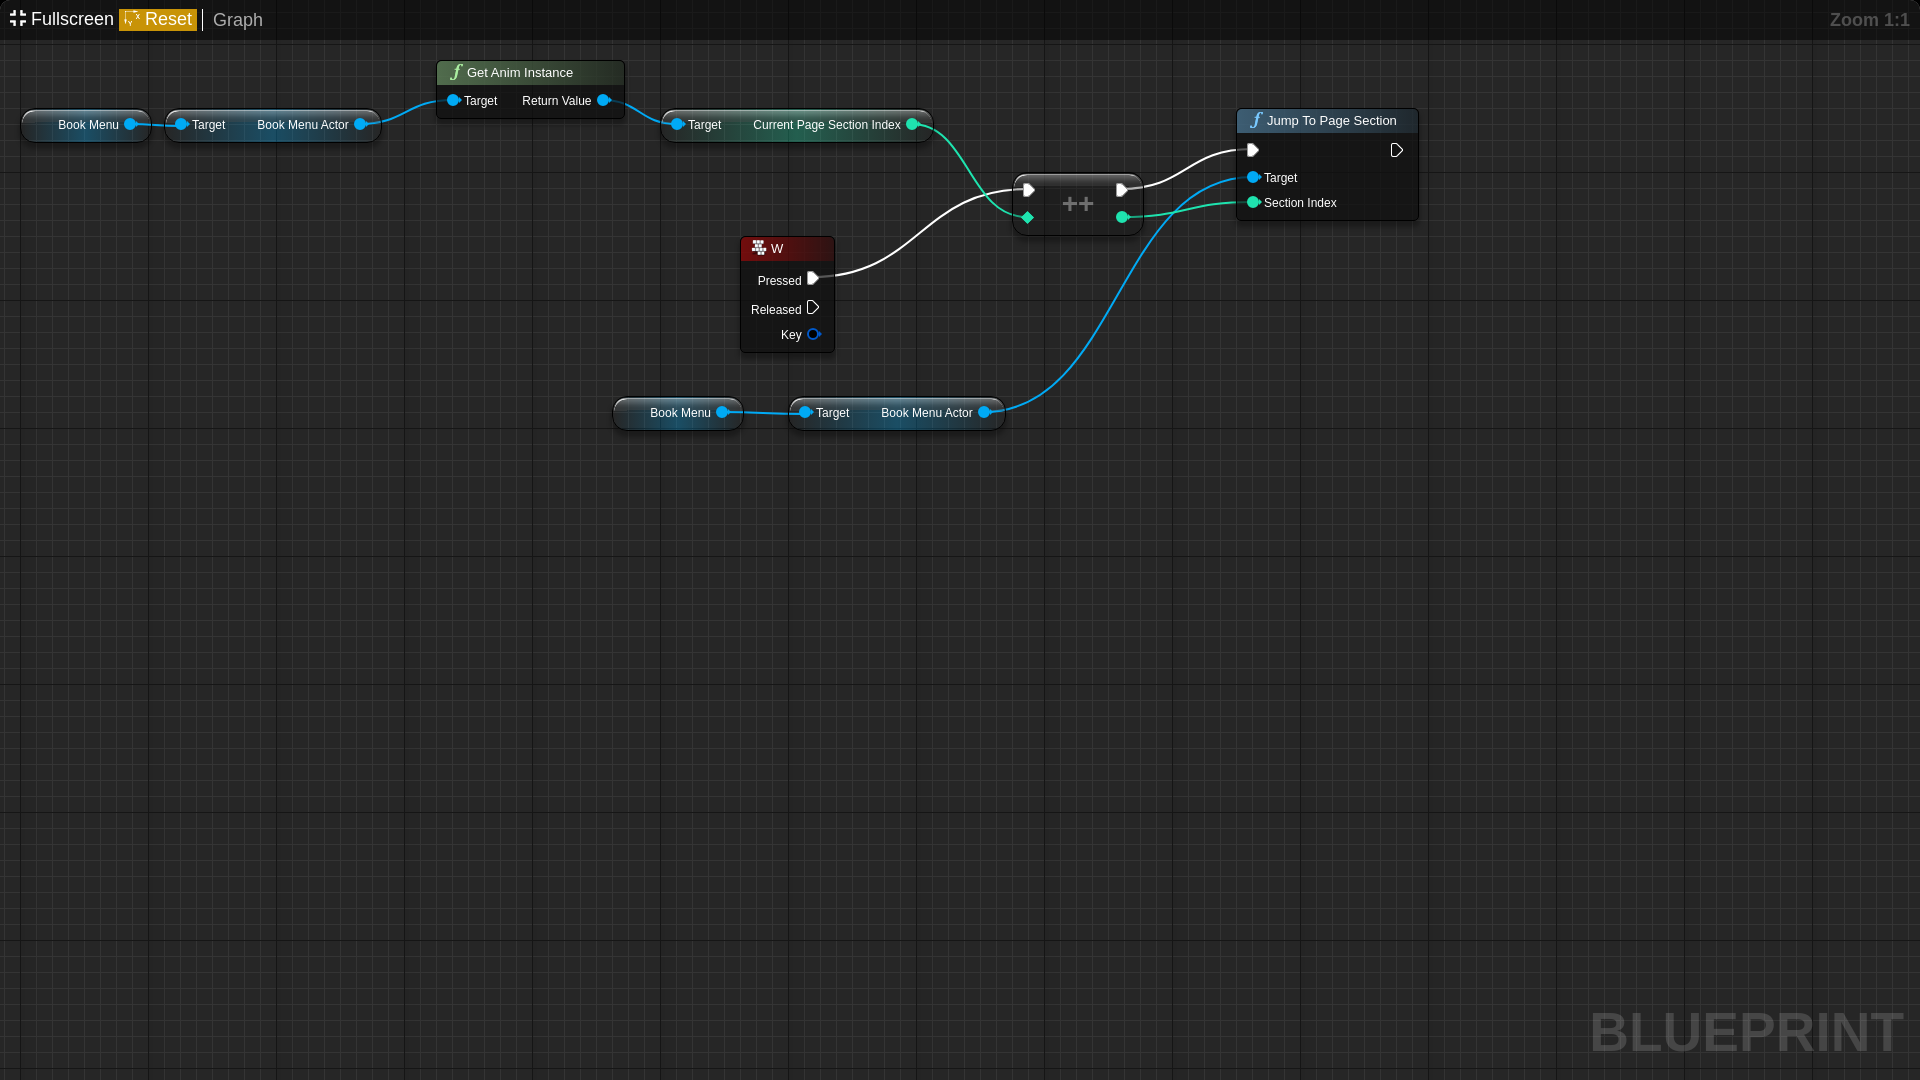 Fullscreen Reset Graph
Zoom 1:1
Get Anim Instance
Target Return Value
Book Menu
Target Book Menu Actor
Target Current Page Section Index
Jump To Page Section
Target
Section Index
++
W
Pressed
Released
Key
Book Menu
Target Book Menu Actor
BLUEPRINT